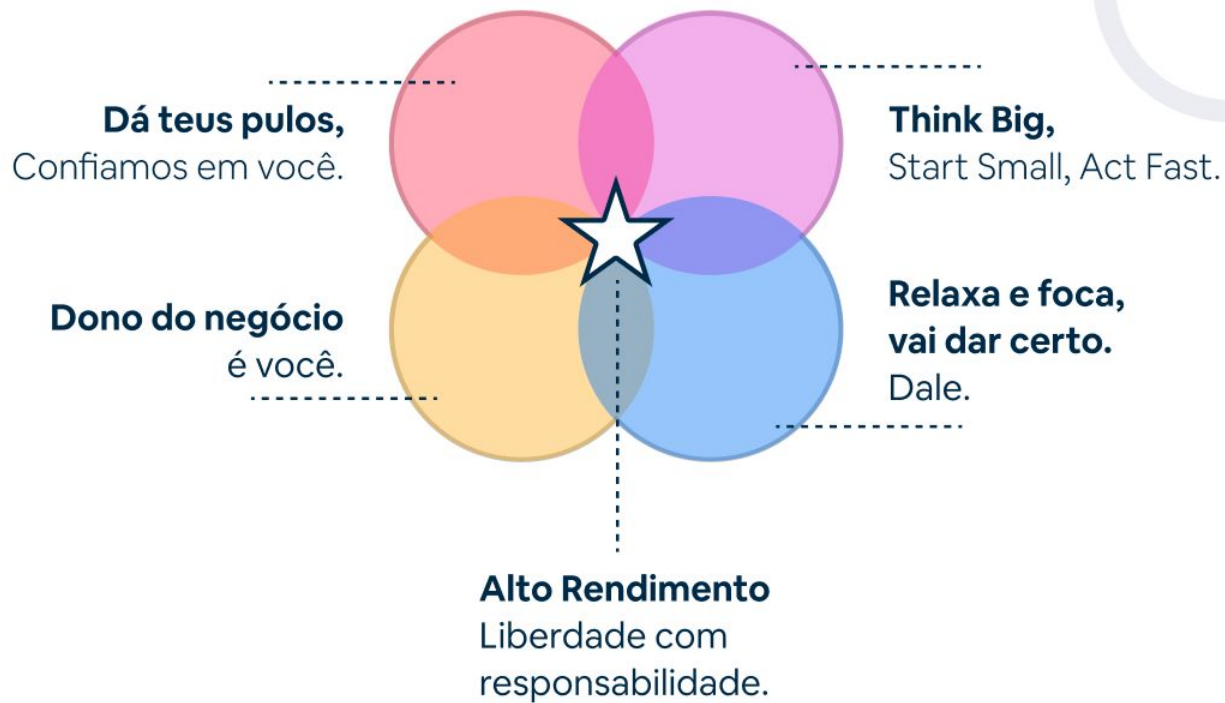 Dá teus pulos,
Confiamos em você.
Think Big,
Start Small, Act Fast.
Dono do negócio
é você.
Relaxa e foca,
vai dar certo.
Dale.
Alto Rendimento
Liberdade com
responsabilidade.